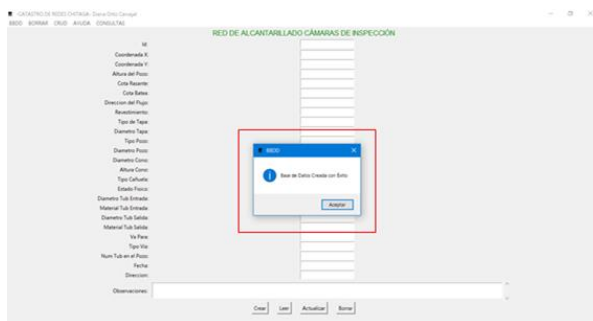 CATASTRO DE REDES CHITAGA- Diana Ortiz Carvajal
BBDD BORRAR CRUD AYUDA CONSULTAS
RED DE ALCANTARILLADO CÁMARAS DE INSPECCIÓN
Id:
Coordenada X:
Coordenada Y:
Altura del Pozo:
Cota Rasante:
Cota Batea:
Direccion del Flujo:
Revestimiento:
Tipo de Tapa:
Diametro Tapa:
Tipo Pozo:
Diametro Pozo:
Diametro Cono:
Altura Cono:
Tipo Cañuela:
Estado Fisico:
Diametro Tub Entrada:
Material Tub Entrada:
Diametro Tub Salida:
Material Tub Salida:
Va Para:
Tipo Via:
Num Tub en el Pozo:
Fecha:
Direccion:
Observaciones:
Crear Leer Actualizar Borrar
BBDD
Base de Datos Creada con Exito
Aceptar